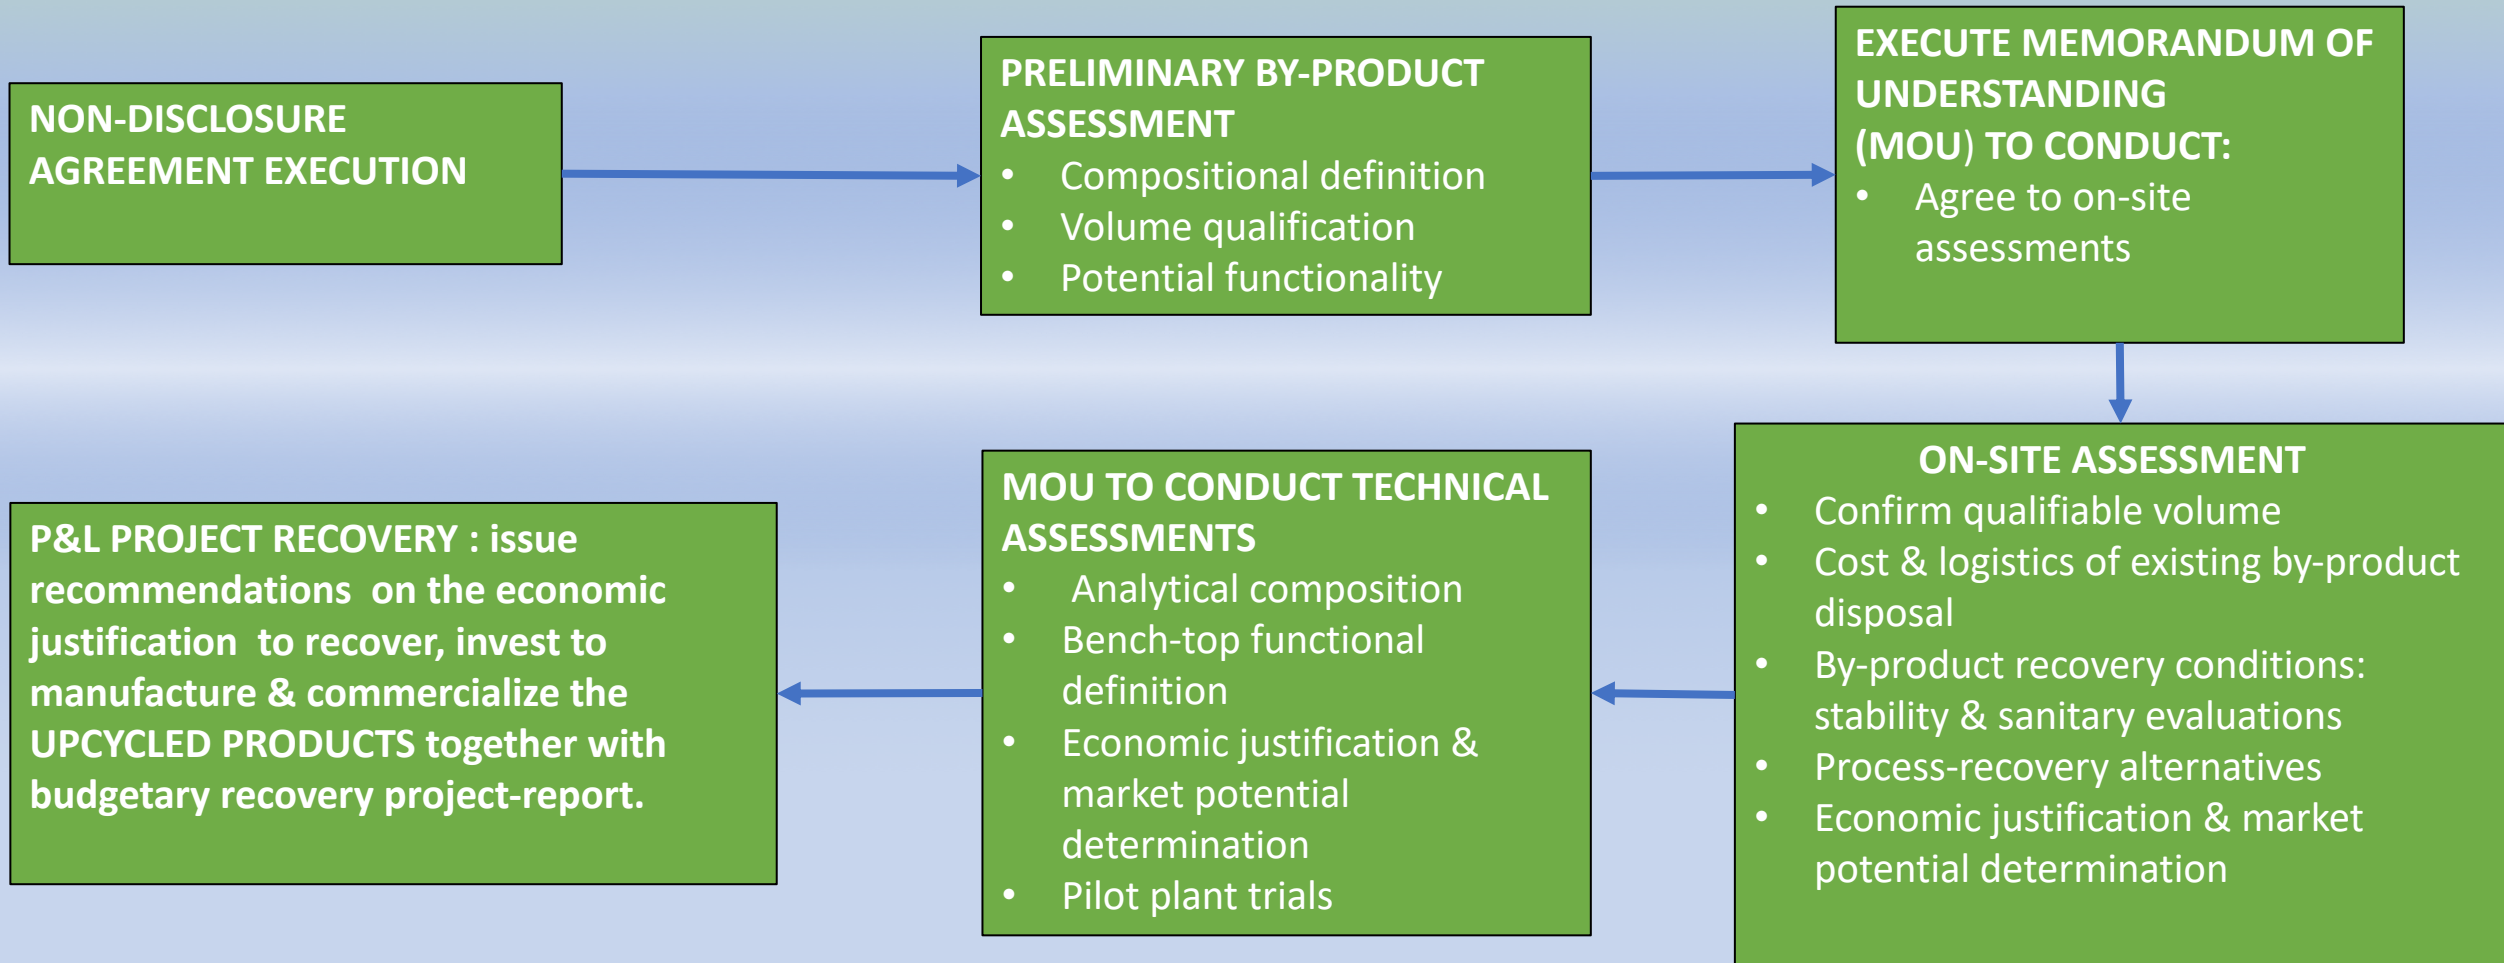 NON-DISCLOSURE
AGREEMENT EXECUTION
PRELIMINARY BY-PRODUCT
ASSESSMENT
• Compositional definition
• Volume qualification
• Potential functionality
EXECUTE MEMORANDUM OF
UNDERSTANDING
(MOU) TO CONDUCT:
• Agree to on-site
assessments
ON-SITE ASSESSMENT
• Confirm qualifiable volume
• Cost & logistics of existing by-product
disposal
• By-product recovery conditions:
stability & sanitary evaluations
• Process-recovery alternatives
• Economic justification & market
potential determination
MOU TO CONDUCT TECHNICAL
ASSESSMENTS
• Analytical composition
• Bench-top functional
definition
• Economic justification &
market potential
determination
• Pilot plant trials
P&L PROJECT RECOVERY : issue
recommendations on the economic
justification to recover, invest to
manufacture & commercialize the
UPCYCLED PRODUCTS together with
budgetary recovery project-report.